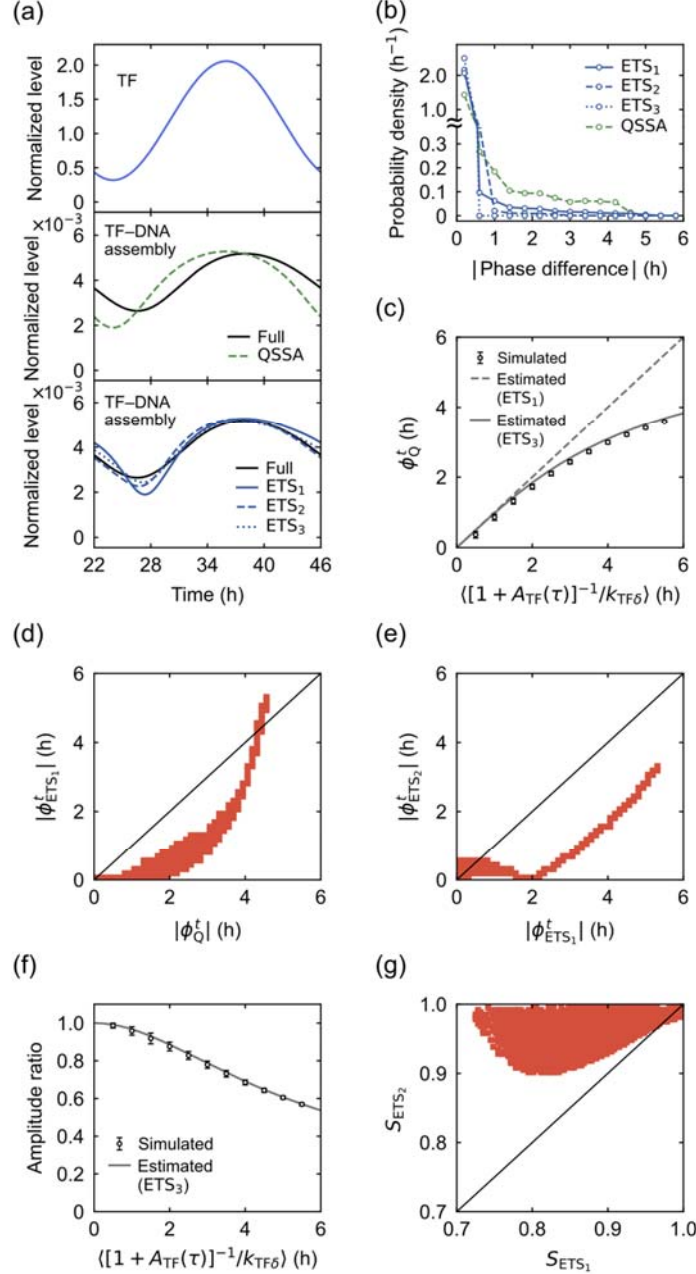 (a)
Normalized level
2.0
1.5
1.0
0.5
0
TF
×10⁻³
Normalized level
6
4
2
0
TF–DNA
assembly
Full
QSSA
×10⁻³
Normalized level
6
4
2
0
TF–DNA
assembly
Full
ETS₁
ETS₂
ETS₃
22 28 34 40 46
Time (h)
(b)
Probability density (h⁻¹)
2.0
1.0
0.2
0.1
0
ETS₁
ETS₂
ETS₃
QSSA
0 1 2 3 4 5 6
|Phase difference| (h)
(c)
ϕᵗ_Q (h)
6
4
2
0
Simulated
Estimated
(ETS₁)
Estimated
(ETS₃)
0 2 4 6
⟨[1 + A_TF(τ)]⁻¹/k_TFδ⟩ (h)
(d)
|ϕᵗ_ETS₁| (h)
6
4
2
0
0 2 4 6
|ϕᵗ_Q| (h)
(e)
|ϕᵗ_ETS₂| (h)
6
4
2
0
0 2 4 6
|ϕᵗ_ETS₁| (h)
(f)
Amplitude ratio
1.0
0.8
0.6
0.4
0.2
0
Simulated
Estimated
(ETS₃)
0 2 4 6
⟨[1 + A_TF(τ)]⁻¹/k_TFδ⟩ (h)
(g)
S_ETS₂
1.0
0.9
0.8
0.7
0.7 0.8 0.9 1.0
S_ETS₁